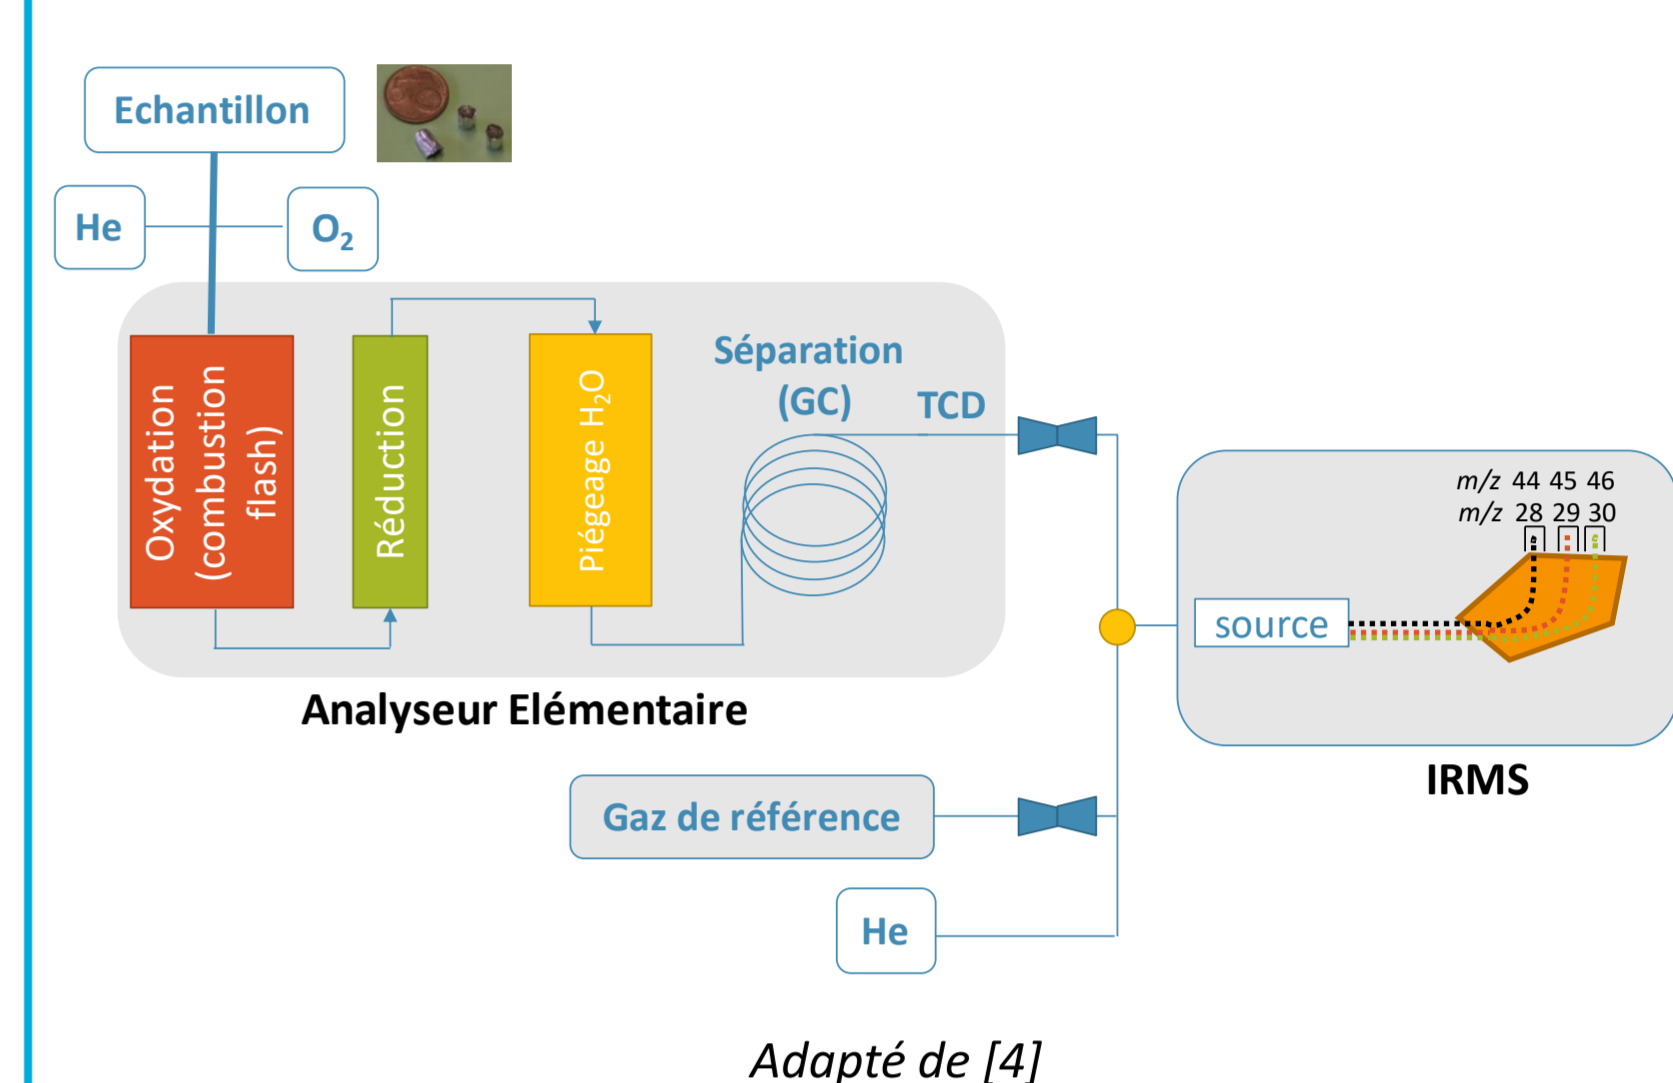 Echantillon
He
O₂
Oxydation
(combustion
flash)
Réduction
Piégeage H₂O
Séparation
(GC)
TCD
Analyseur Elémentaire
m/z 44 45 46
m/z 28 29 30
source
IRMS
Gaz de référence
He
Adapté de [4]